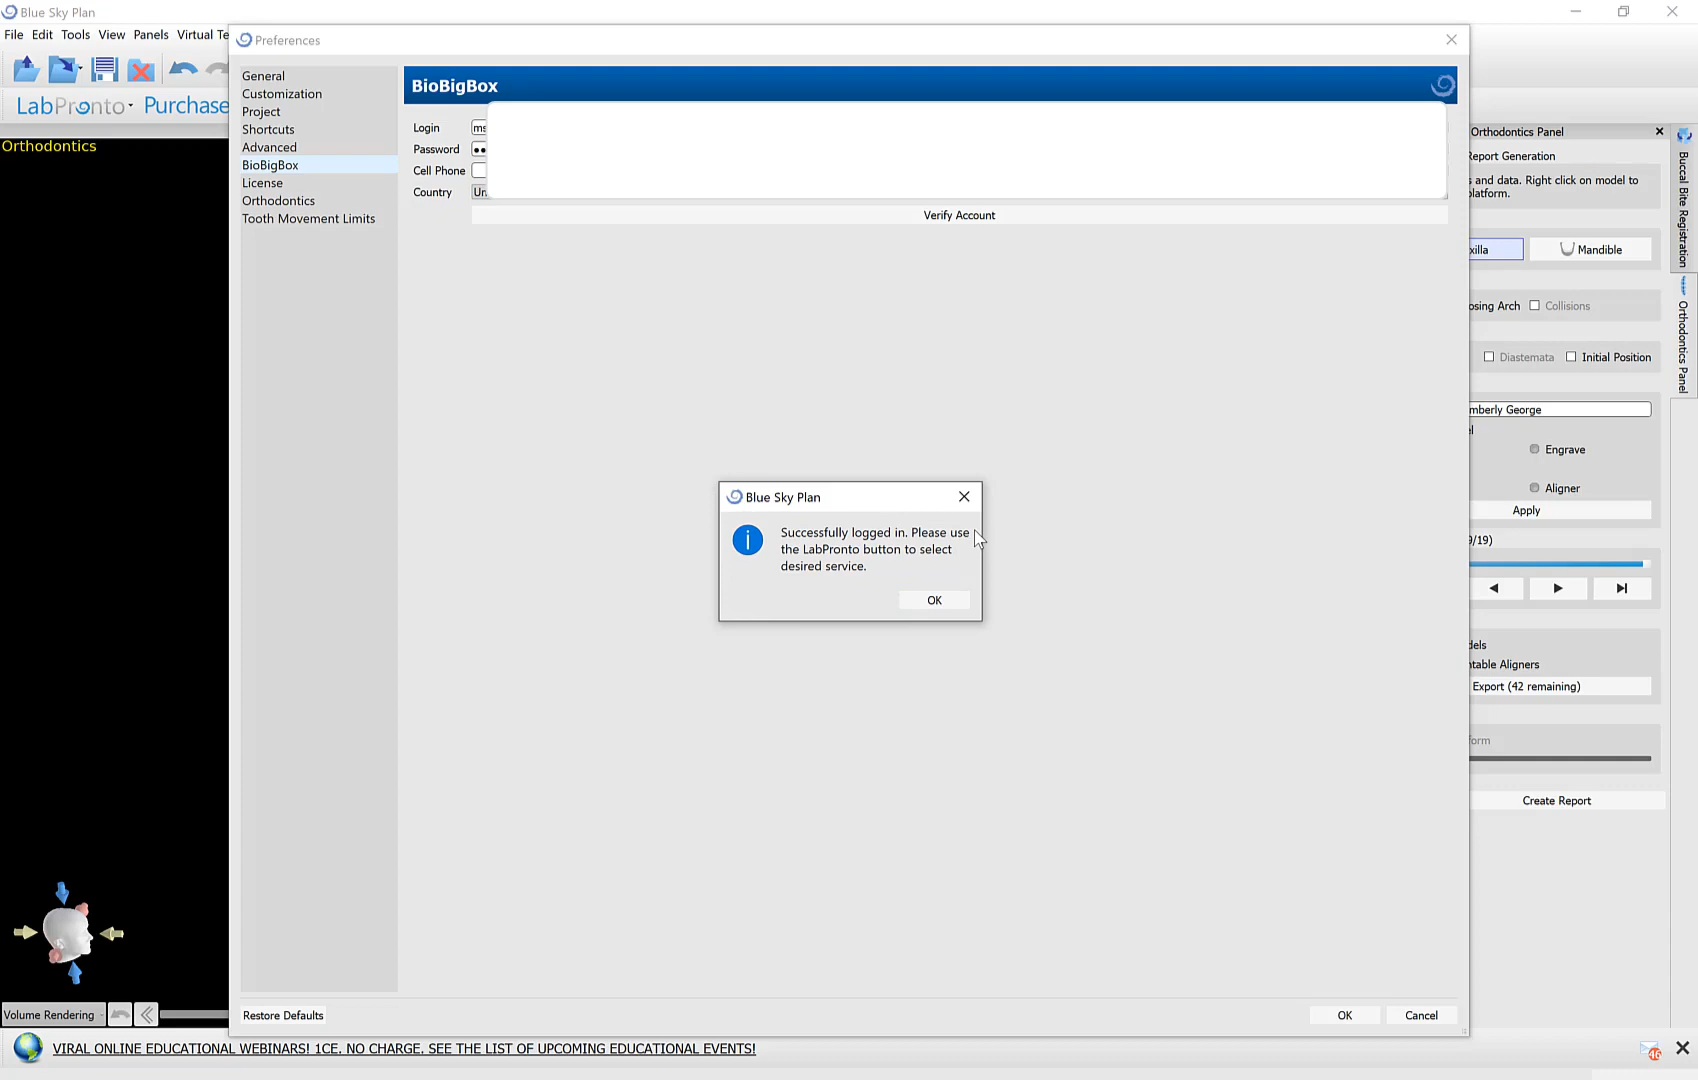 Blue Sky Plan
File Edit Tools View Panels Virtual Te
LabPronto Purchase
Orthodontics
Preferences
General
Customization
Project
Shortcuts
Advanced
BioBigBox
License
Orthodontics
Tooth Movement Limits
BioBigBox
Login ms
Password
Cell Phone
Country Un
Verify Account
Blue Sky Plan
Successfully logged in. Please use
the LabPronto button to select
desired service.
OK
Restore Defaults
OK Cancel
Orthodontics Panel
Report Generation
s and data. Right click on model to
latform.
xilla Mandible
osing Arch Collisions
Diastemata Initial Position
mberly George
el
Engrave
Aligner
Apply
9/19)
dels
ntable Aligners
Export (42 remaining)
form
Create Report
Buccal Bite Registration
Orthodontics Panel
Volume Rendering
VIRAL ONLINE EDUCATIONAL WEBINARS! 1CE. NO CHARGE. SEE THE LIST OF UPCOMING EDUCATIONAL EVENTS!
46